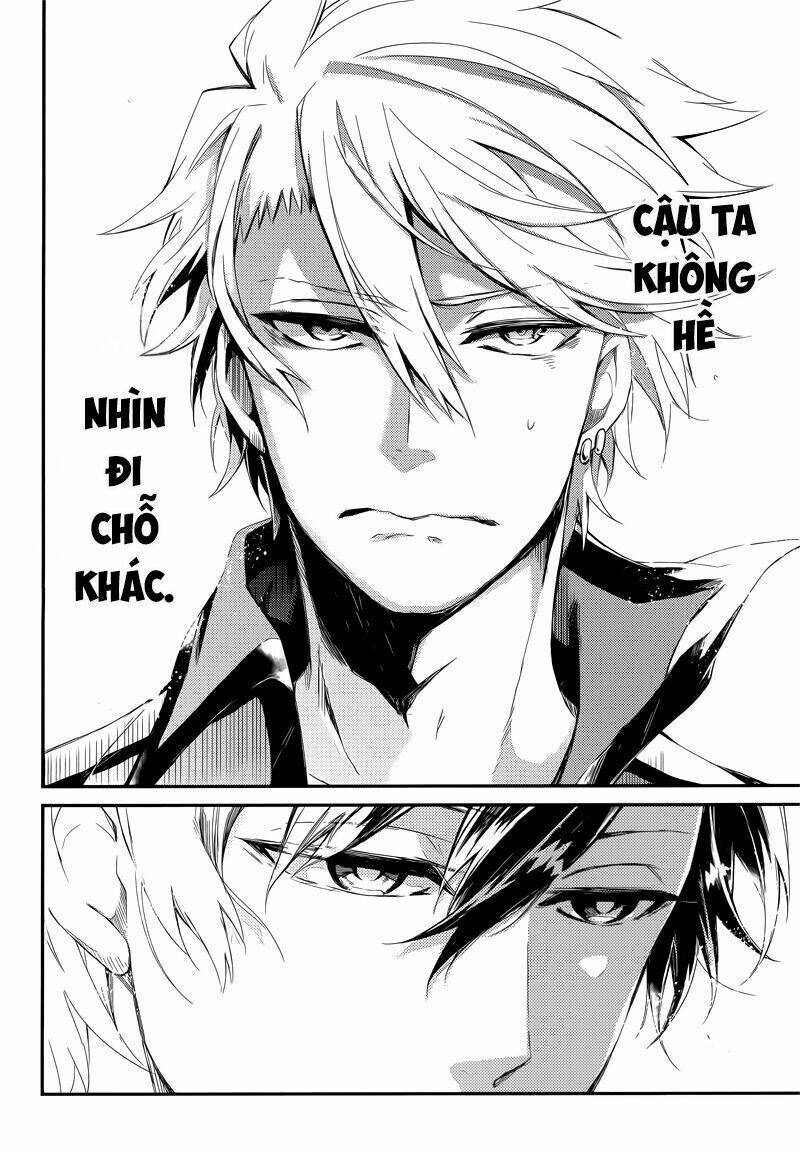 CẬU TA
KHÔNG
HỀ
NHÌN
ĐI
CHỖ
KHÁC.